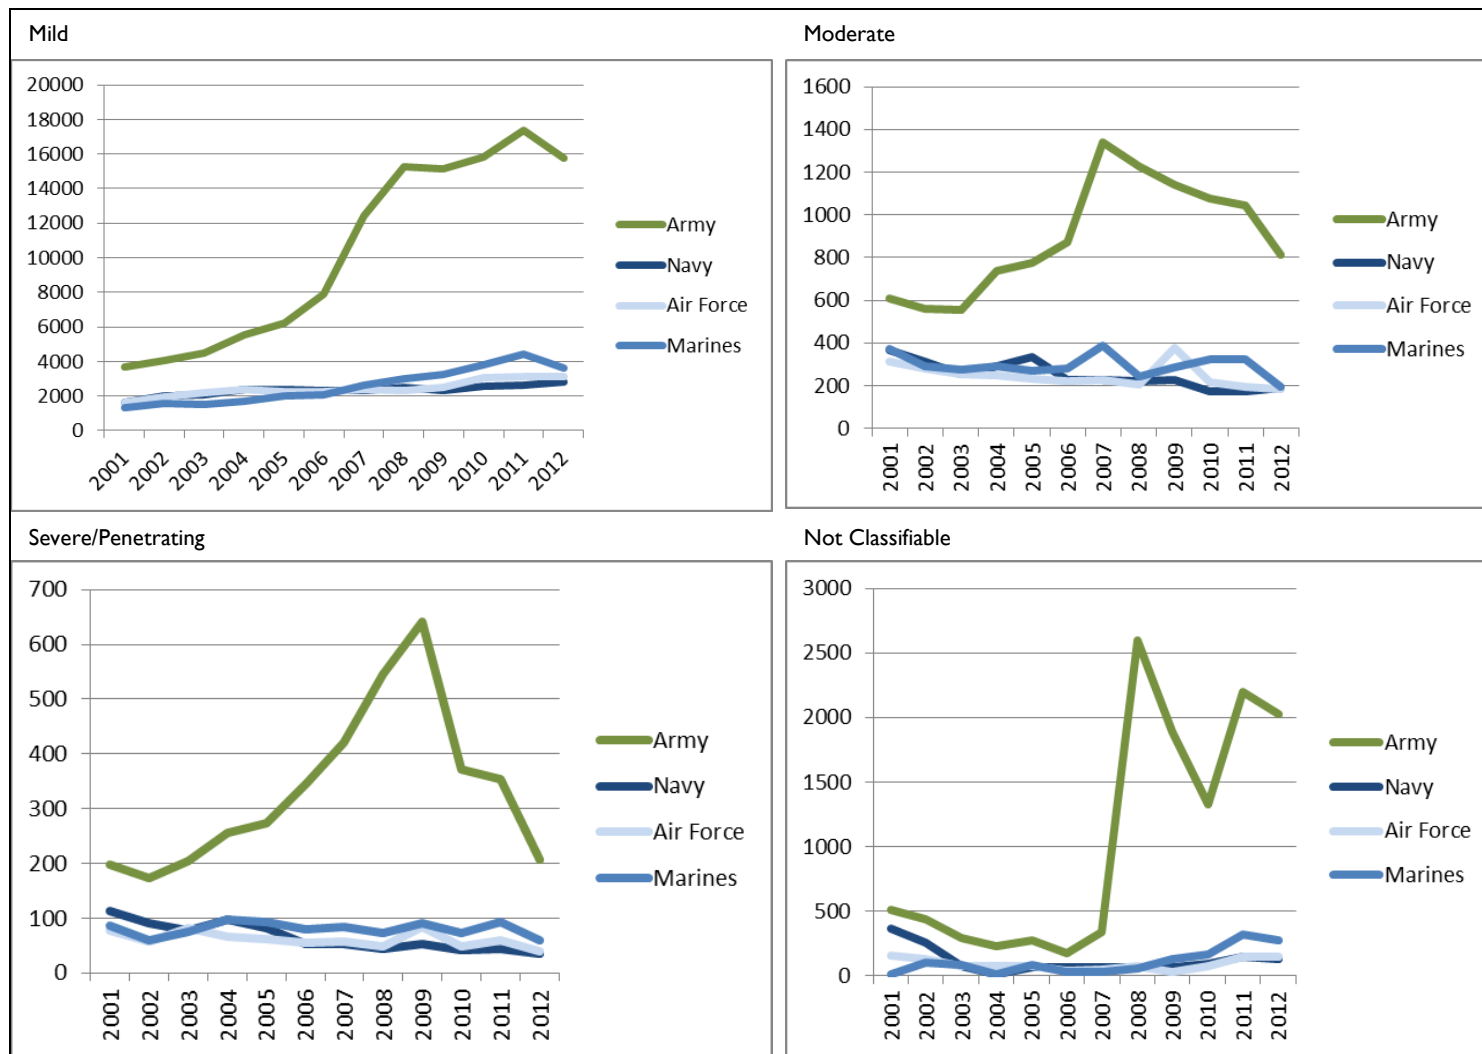 Mild
20000
18000
16000
14000
12000
10000
8000
6000
4000
2000
0
2001 2002 2003 2004 2005 2006 2007 2008 2009 2010 2011 2012
Army
Navy
Air Force
Marines
Moderate
1600
1400
1200
1000
800
600
400
200
0
2001 2002 2003 2004 2005 2006 2007 2008 2009 2010 2011 2012
Army
Navy
Air Force
Marines
Severe/Penetrating
700
600
500
400
300
200
100
0
2001 2002 2003 2004 2005 2006 2007 2008 2009 2010 2011 2012
Army
Navy
Air Force
Marines
Not Classifiable
3000
2500
2000
1500
1000
500
0
2001 2002 2003 2004 2005 2006 2007 2008 2009 2010 2011 2012
Army
Navy
Air Force
Marines